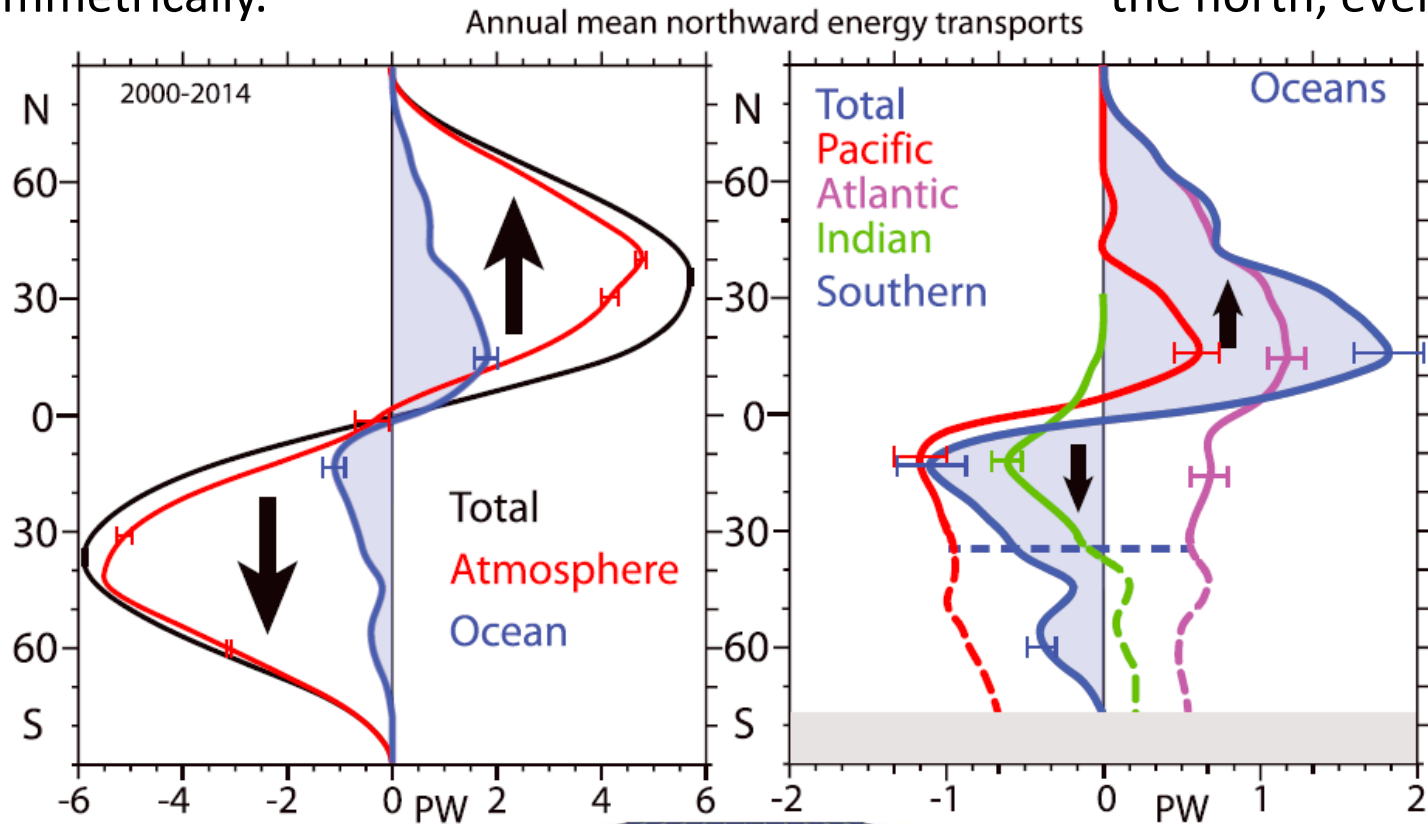 mmetrically.
the north, ever
Annual mean northward energy transports
2000-2014
N
60
30
0
30
60
S
Total
Atmosphere
Ocean
-6 -4 -2 0 PW 2 4 6
Oceans
Total
Pacific
Atlantic
Indian
Southern
N
60
30
0
30
60
S
-2 -1 0 PW 1 2